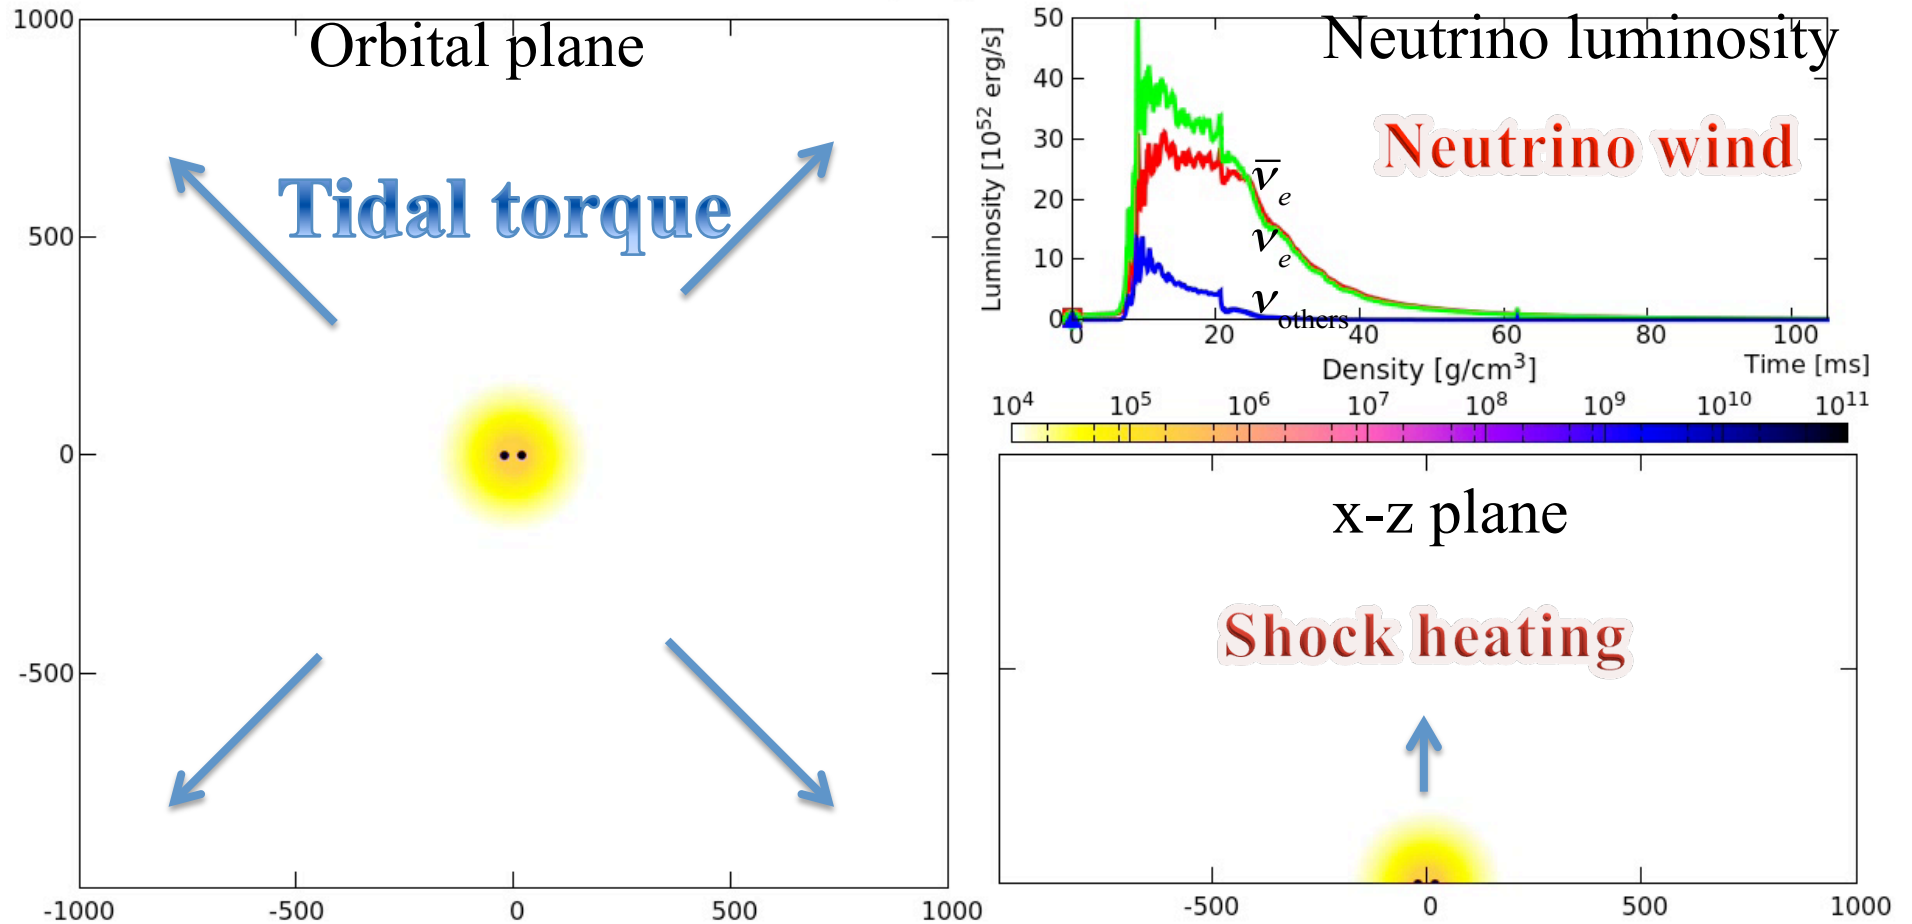 1000
Orbital plane
Tidal torque
500
0
-500
-1000
-500
0
500
1000
50
40
30
20
10
0
Luminosity [10⁵² erg/s]
Neutrino luminosity
Neutrino wind
ν̅ₑ
νₑ
ν others
0
20
40
60
80
100
Time [ms]
Density [g/cm³]
10⁴
10⁵
10⁶
10⁷
10⁸
10⁹
10¹⁰
10¹¹
x-z plane
Shock heating
-500
0
500
1000